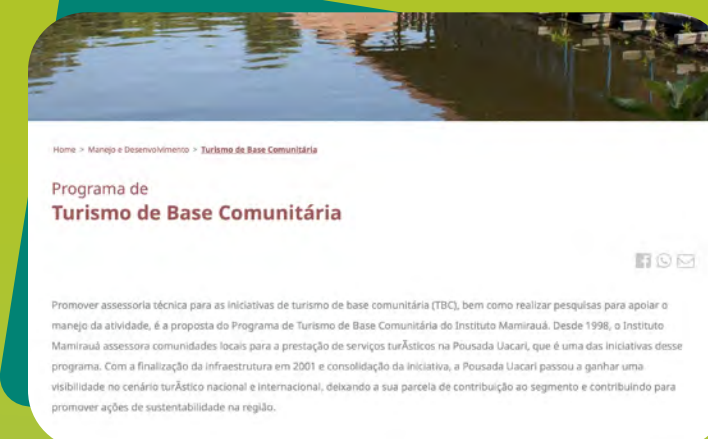 Home > Manejo e Desenvolvimento > Turismo de Base Comunitária
Programa de
Turismo de Base Comunitária
Promover assessoria técnica para as iniciativas de turismo de base comunitária (TBC), bem como realizar pesquisas para apoiar o
manejo da atividade, é a proposta do Programa de Turismo de Base Comunitária do Instituto Mamirauá. Desde 1998, o Instituto
Mamirauá assessora comunidades locais para a prestação de serviços turÃsticos na Pousada Uacari, que é uma das iniciativas desse
programa. Com a finalização da infraestrutura em 2001 e consolidação da iniciativa, a Pousada Uacari passou a ganhar uma
visibilidade no cenário turÃstico nacional e internacional, deixando a sua parcela de contribuição ao segmento e contribuindo para
promover ações de sustentabilidade na região.